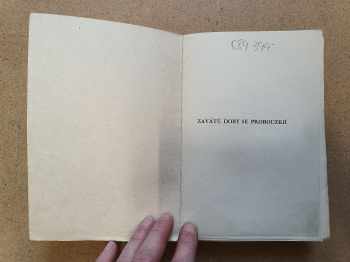 ZAVÁTÉ DOBY SE PROBOUZEJÍ